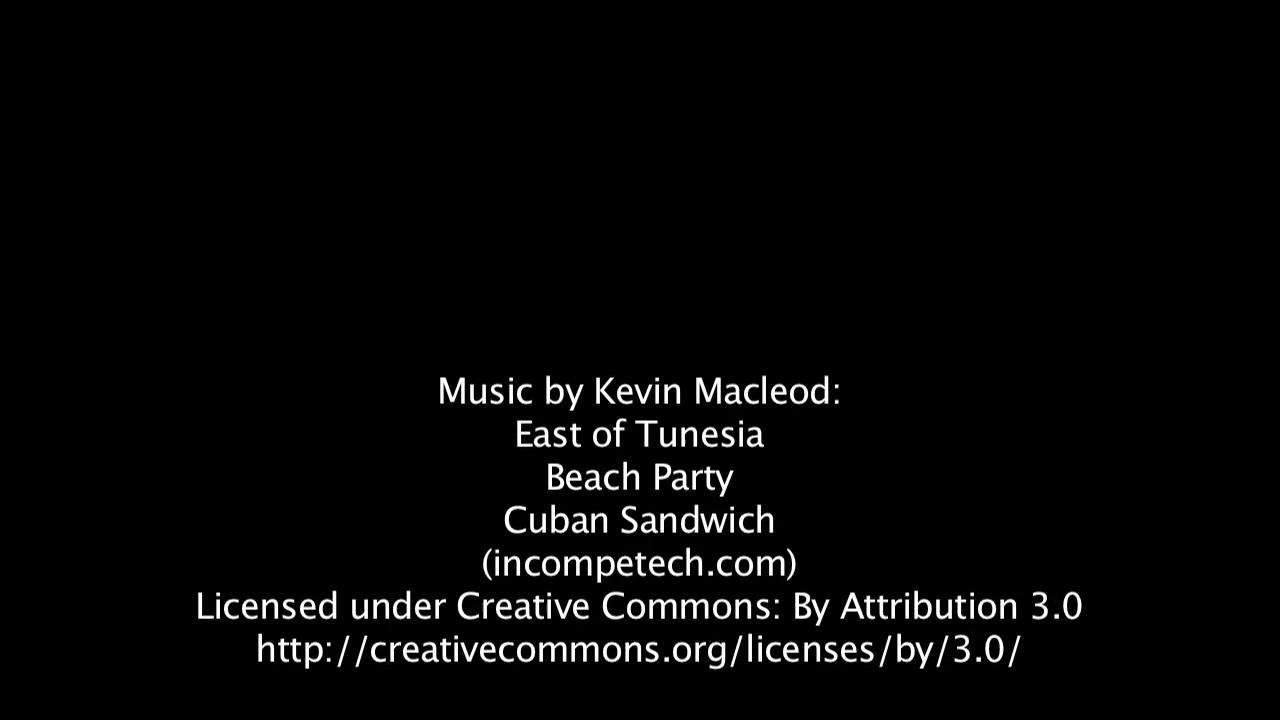 Music by Kevin Macleod:
East of Tunesia
Beach Party
Cuban Sandwich
(incompetech.com)
Licensed under Creative Commons: By Attribution 3.0
http://creativecommons.org/licenses/by/3.0/